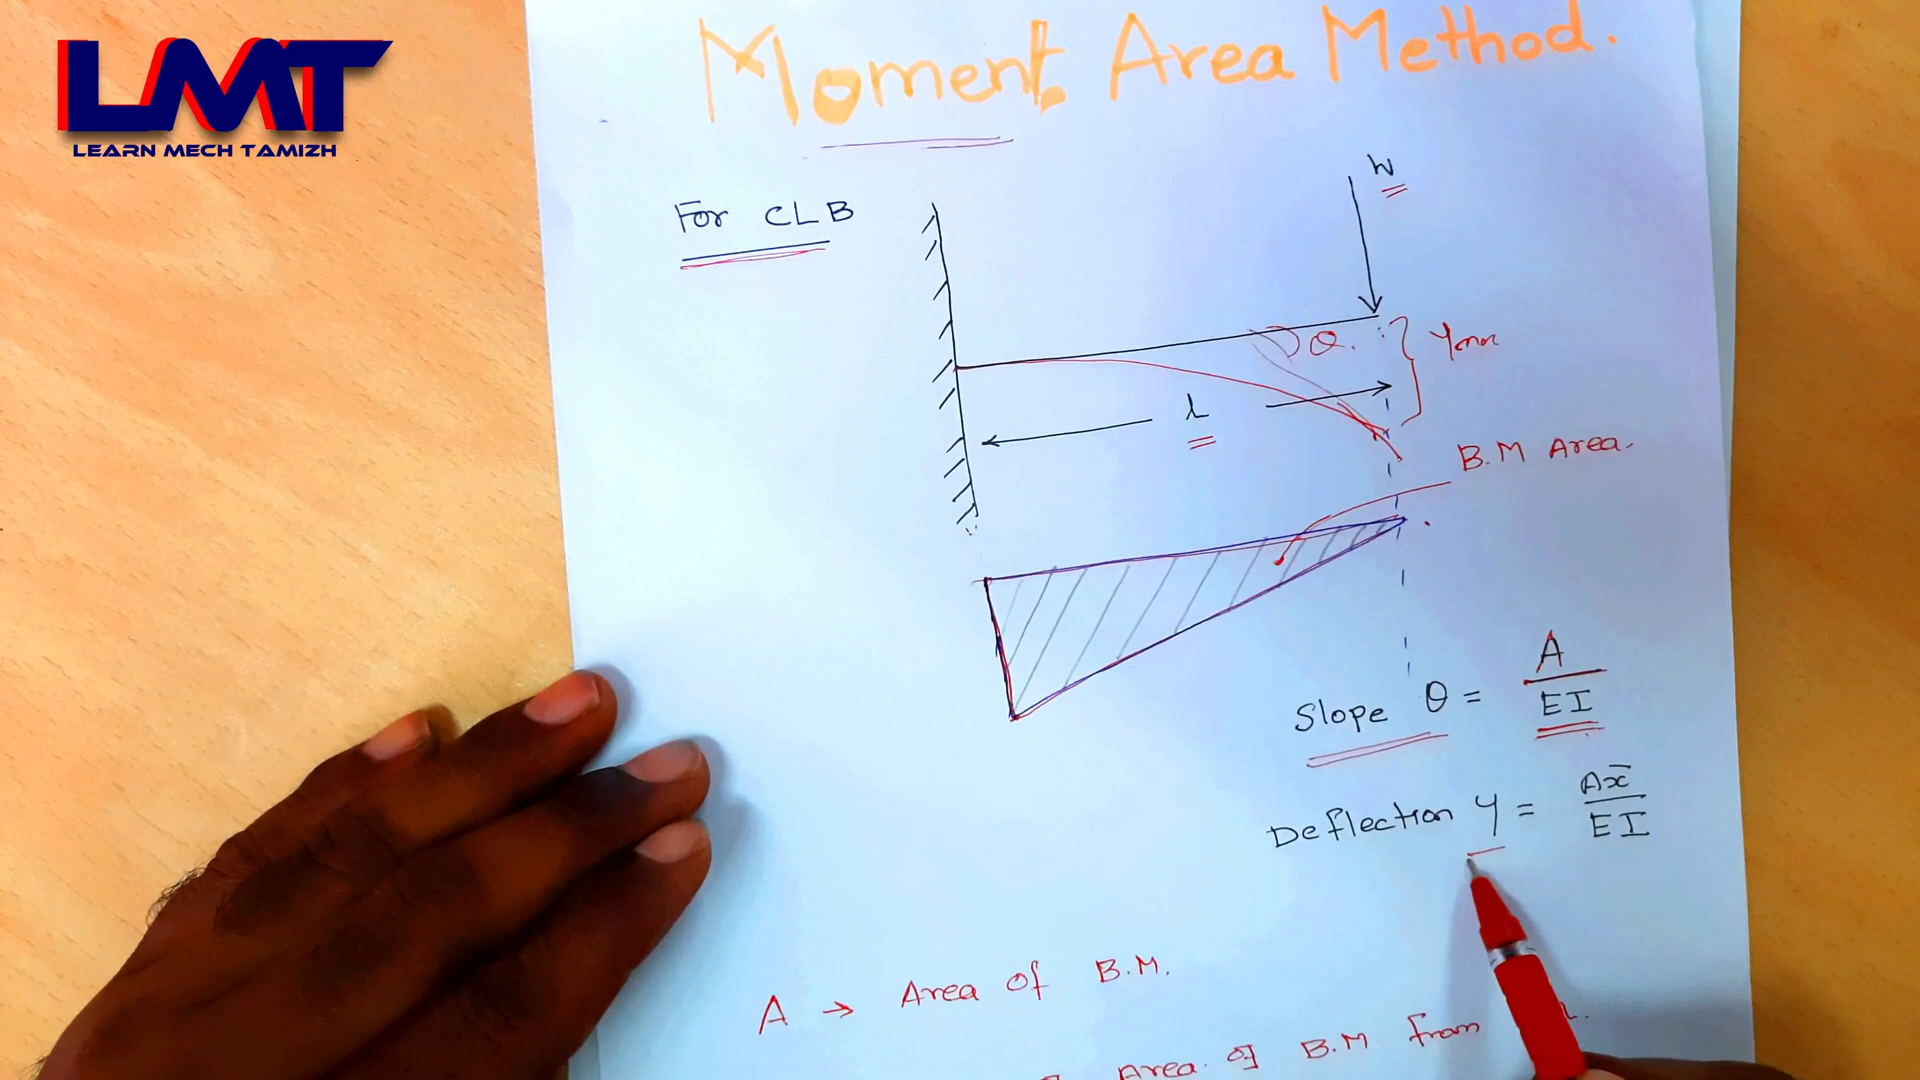 LMT
LEARN MECH TAMIZH
Moment Area Method.
For CLB
W
θ.
Ymax
L
B.M Area.
Slope θ = A
EI
Deflection y = Ax̄
EI
A → Area of B.M.
Area. of B.M from